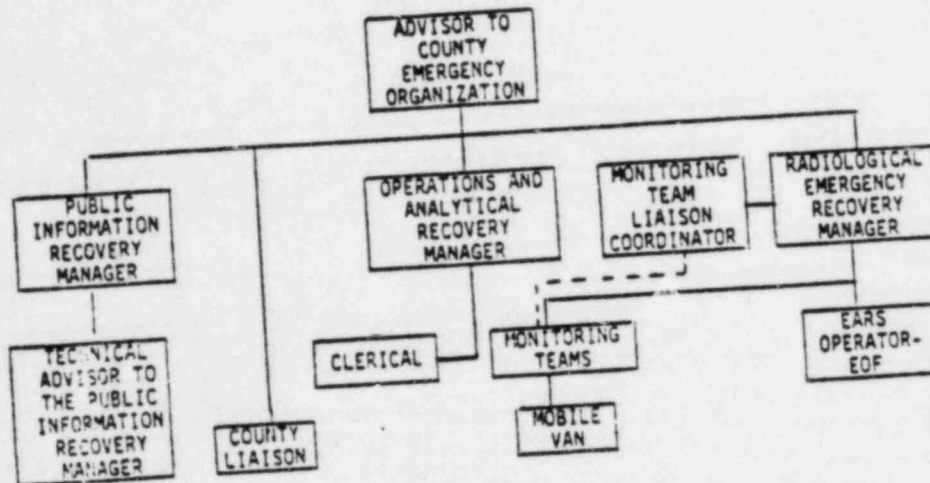 ADVISOR TO
COUNTY
EMERGENCY
ORGANIZATION
PUBLIC
INFORMATION
RECOVERY
MANAGER
OPERATIONS AND
ANALYTICAL
RECOVERY
MANAGER
MONITORING
TEAM
LIAISON
COORDINATOR
RADIOLOGICAL
EMERGENCY
RECOVERY
MANAGER
TECHNICAL
ADVISOR TO
THE PUBLIC
INFORMATION
RECOVERY
MANAGER
COUNTY
LIAISON
CLERICAL
MONITORING
TEAMS
MOBILE
VAN
EARS
OPERATOR-
EOF